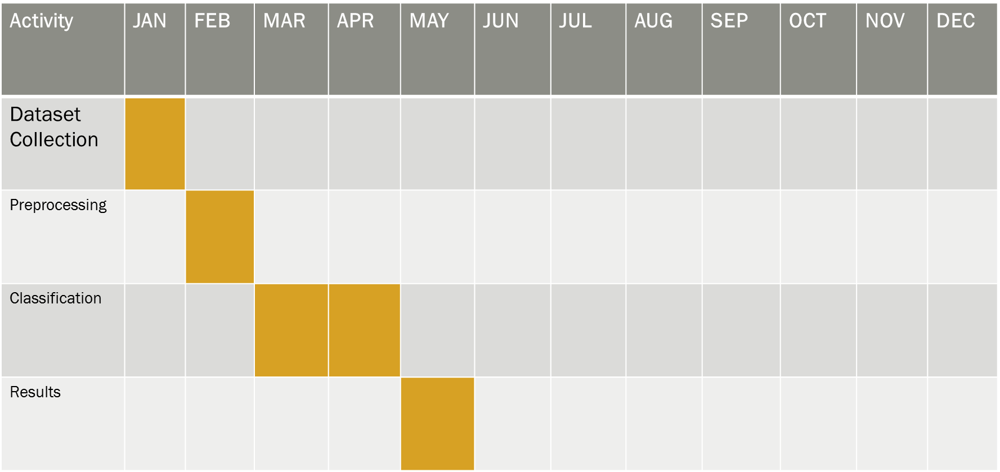 Activity JAN FEB MAR APR MAY JUN JUL AUG SEP OCT NOV DEC
Dataset
Collection
Preprocessing
Classification
Results